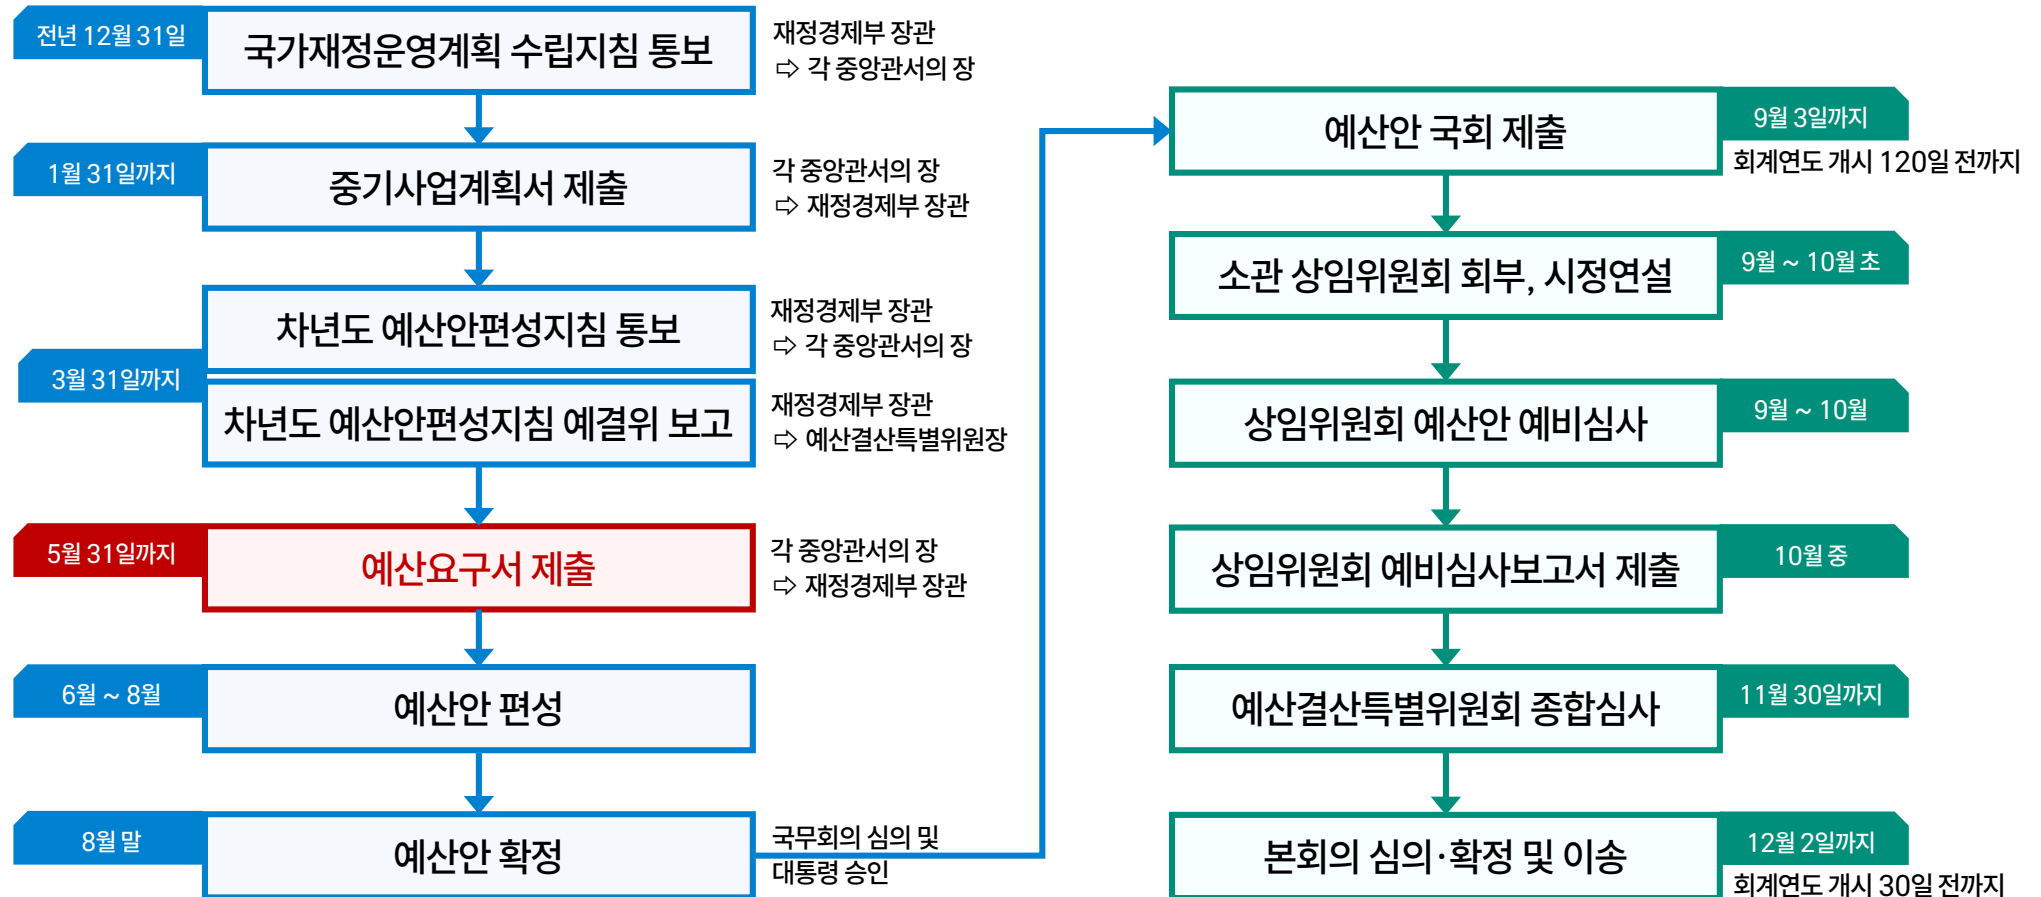 전년 12월 31일
국가재정운영계획 수립지침 통보
재정경제부 장관
⇨ 각 중앙관서의 장
1월 31일까지
중기사업계획서 제출
각 중앙관서의 장
⇨ 재정경제부 장관
3월 31일까지
차년도 예산안편성지침 통보
재정경제부 장관
⇨ 각 중앙관서의 장
차년도 예산안편성지침 예결위 보고
재정경제부 장관
⇨ 예산결산특별위원장
5월 31일까지
예산요구서 제출
각 중앙관서의 장
⇨ 재정경제부 장관
6월 ~ 8월
예산안 편성
8월 말
예산안 확정
국무회의 심의 및
대통령 승인
예산안 국회 제출
9월 3일까지
회계연도 개시 120일 전까지
소관 상임위원회 회부, 시정연설
9월 ~ 10월 초
상임위원회 예산안 예비심사
9월 ~ 10월
상임위원회 예비심사보고서 제출
10월 중
예산결산특별위원회 종합심사
11월 30일까지
본회의 심의·확정 및 이송
12월 2일까지
회계연도 개시 30일 전까지